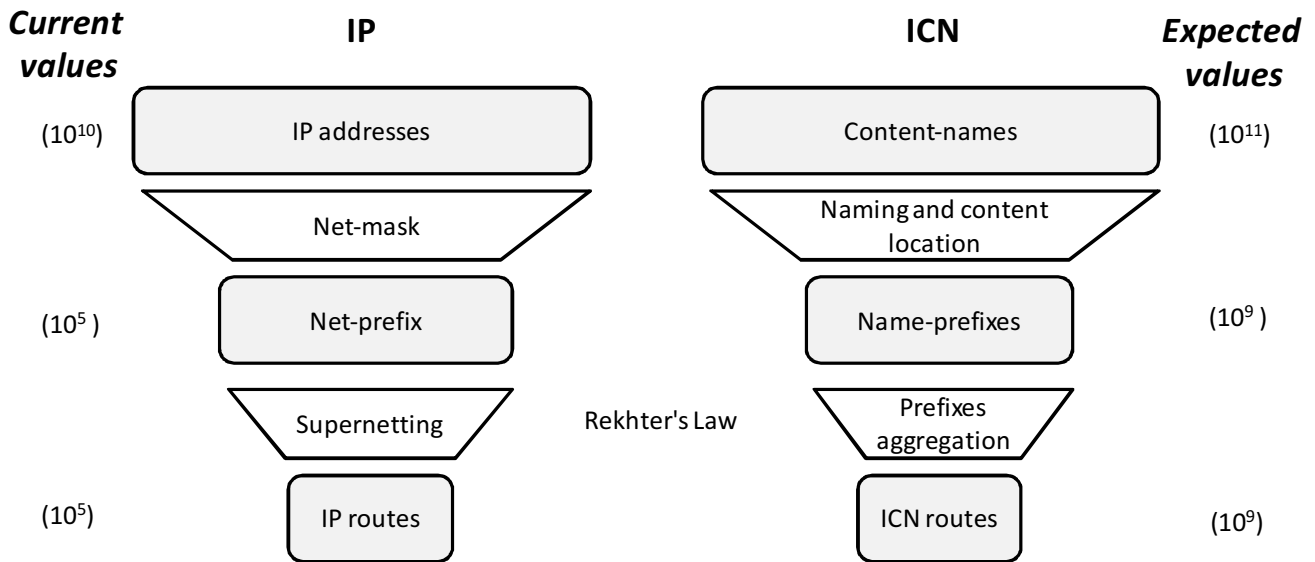 Current values
IP
ICN
Expected values
(10¹⁰)
IP addresses
Content-names
(10¹¹)
Net-mask
Naming and content
location
(10⁵ )
Net-prefix
Name-prefixes
(10⁹ )
Supernetting
Rekhter's Law
Prefixes
aggregation
(10⁵)
IP routes
ICN routes
(10⁹)